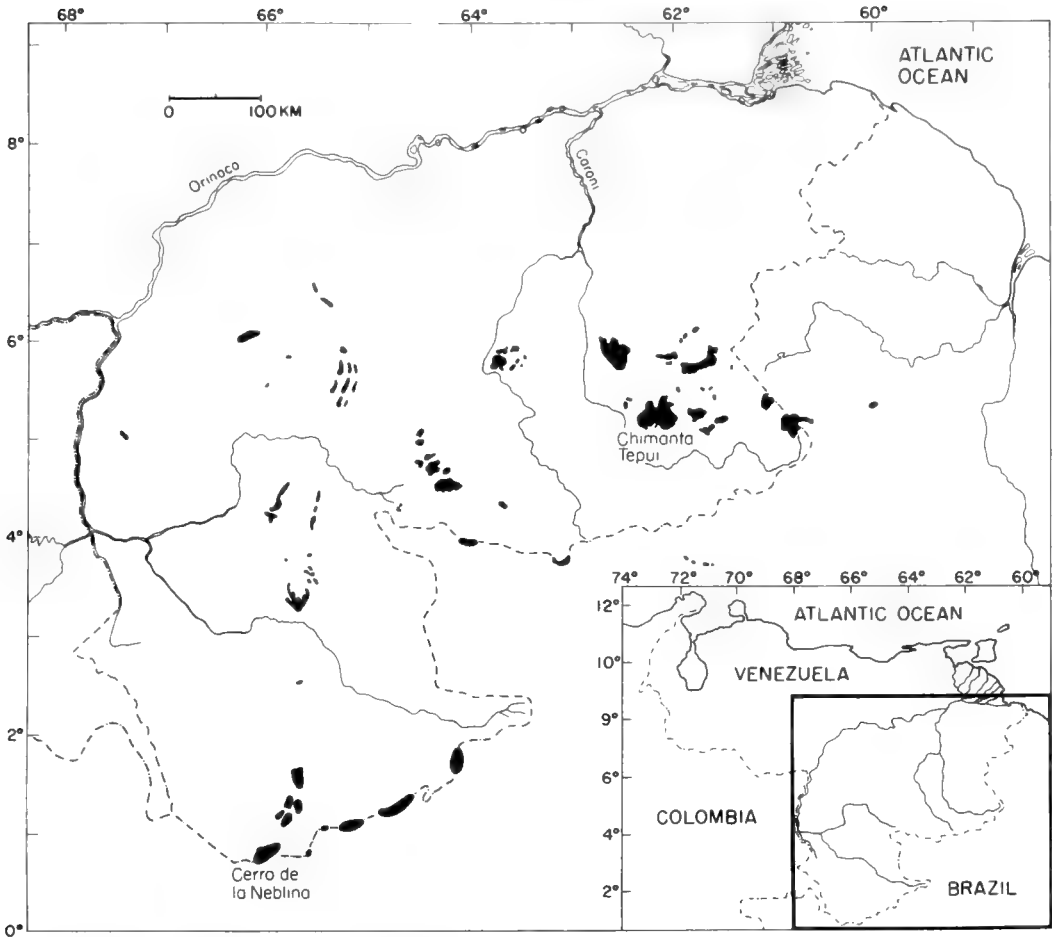 68° 66° 64° 62° 60°
ATLANTIC
OCEAN
0 100 KM
8°
Orinoco
Caroni
6°
Chimanta
Tepui
4°
2°
Cerro de
la Neblina
0°
74° 72° 70° 68° 66° 64° 62° 60°
12°
ATLANTIC OCEAN
10°
VENEZUELA
9°
6°
COLOMBIA
4°
2°
BRAZIL